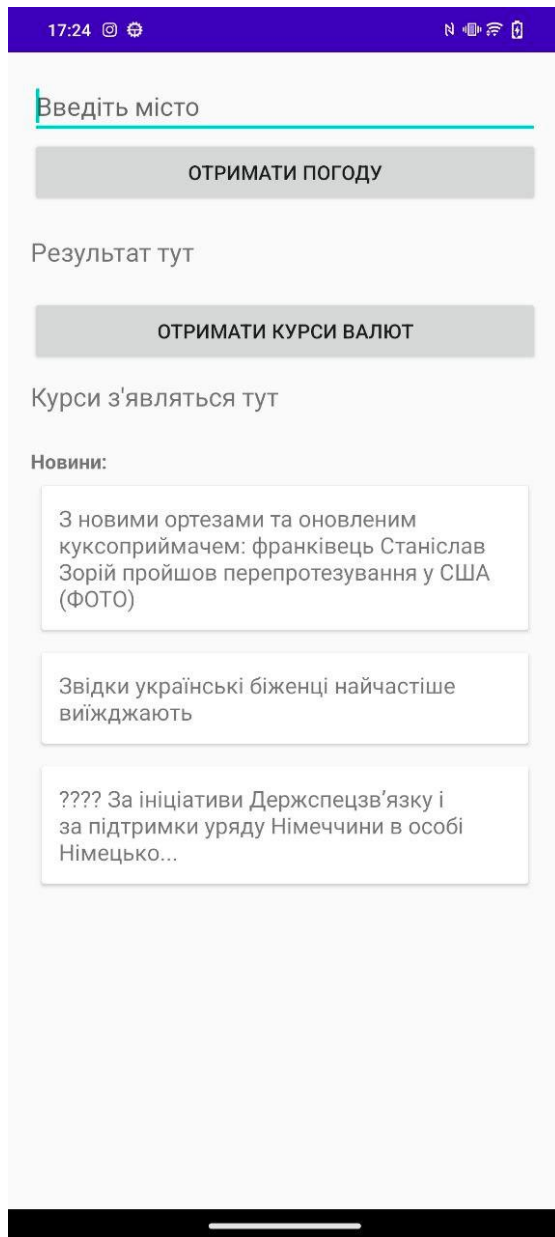 17:24
Введіть місто
ОТРИМАТИ ПОГОДУ
Результат тут
ОТРИМАТИ КУРСИ ВАЛЮТ
Курси з'являться тут
Новини:
З новими ортезами та оновленим
куксоприймачем: франківець Станіслав
Зорій пройшов перепротезування у США
(ФОТО)
Звідки українські біженці найчастіше
виїжджають
???? За ініціативи Держспецзв’язку і
за підтримки уряду Німеччини в особі
Німецько...